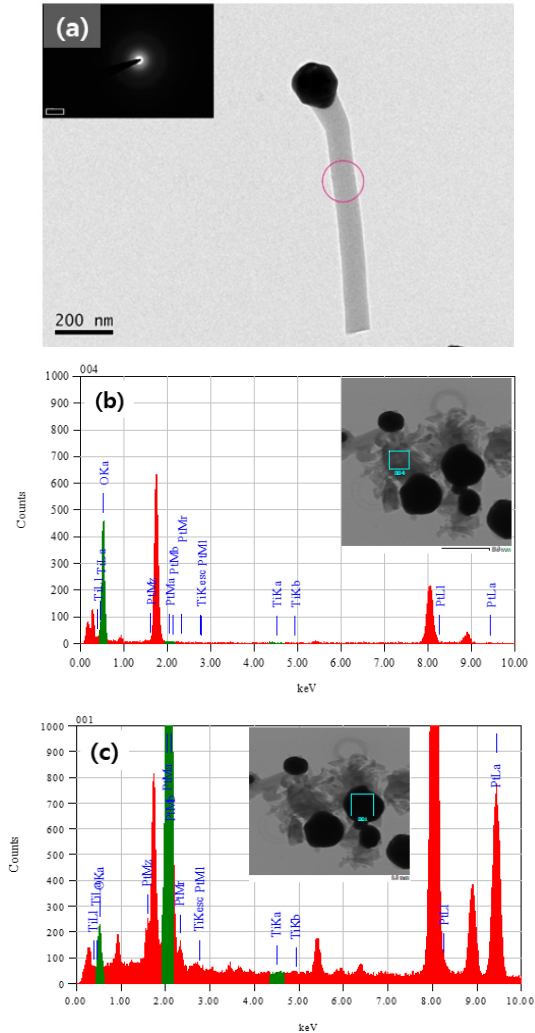 (a)
200 nm
004
(b)
1000
900
800
700
600
500
400
300
200
100
0
Counts
OKa
TiLl
TiLa
PtMz
PtMa
PtMb
PtMr
TiKesc
PtMl
TiKa
TiKb
PtLl
PtLa
004
0.00 1.00 2.00 3.00 4.00 5.00 6.00 7.00 8.00 9.00 10.00
keV
001
(c)
1000
900
800
700
600
500
400
300
200
100
0
Counts
TiLl
OKa
PtMz
PtMa
PtMb
PtMr
TiKesc
PtMl
TiKa
TiKb
PtLl
PtLa
001
0.00 1.00 2.00 3.00 4.00 5.00 6.00 7.00 8.00 9.00 10.00
keV